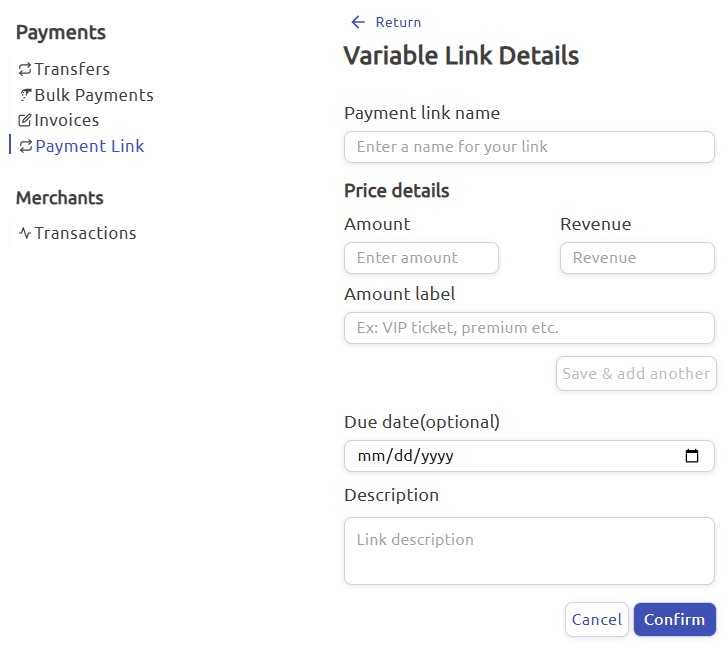 Payments
Transfers
Bulk Payments
Invoices
Payment Link
Merchants
Transactions
Return
Variable Link Details
Payment link name
Enter a name for your link
Price details
Amount Revenue
Enter amount Revenue
Amount label
Ex: VIP ticket, premium etc.
Save & add another
Due date(optional)
mm/dd/yyyy
Description
Link description
Cancel Confirm